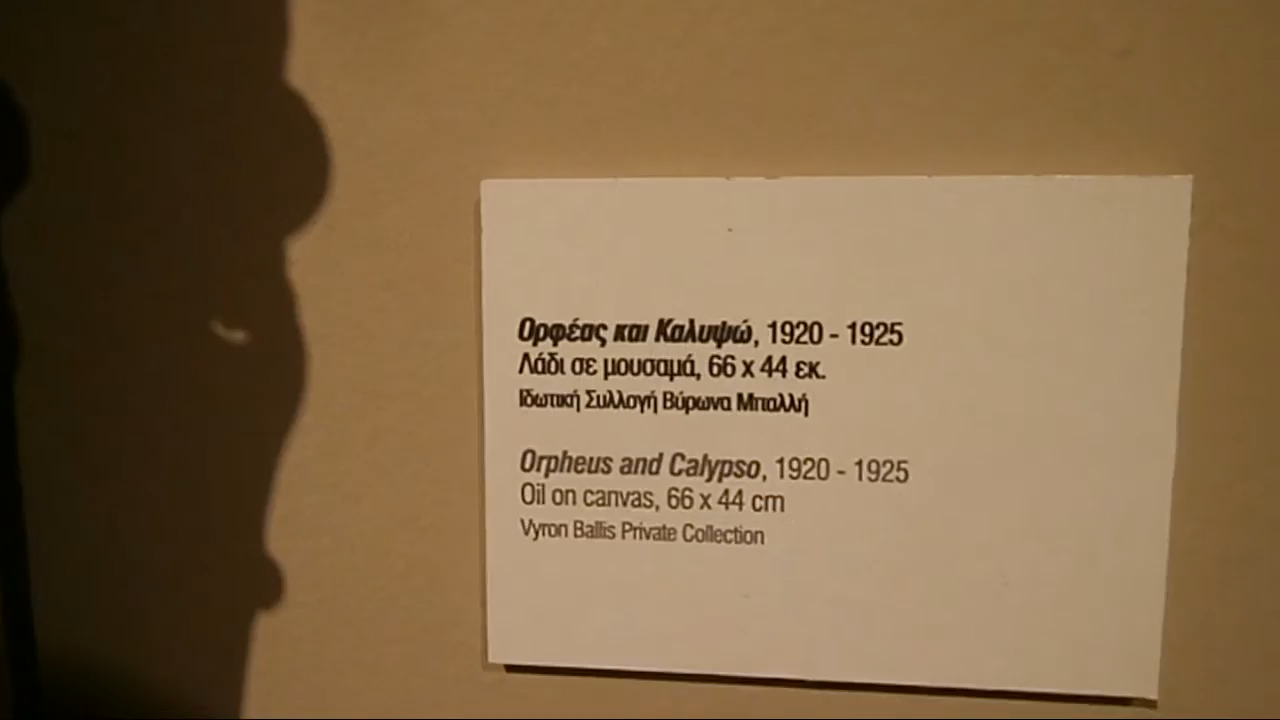 Ορφέας και Καλυψώ, 1920 - 1925
Λάδι σε μουσαμά, 66 x 44 εκ.
Ιδωτική Συλλογή Βύρωνα Μπαλλή
Orpheus and Calypso, 1920 - 1925
Oil on canvas, 66 x 44 cm
Vyron Ballis Private Collection